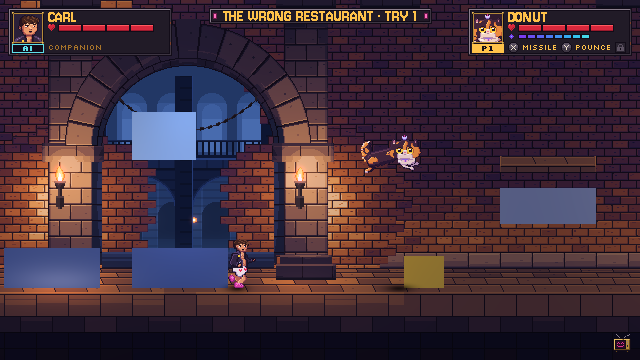 CARL
AI
COMPANION
THE WRONG RESTAURANT · TRY 1
DONUT
P1
X MISSILE Y POUNCE